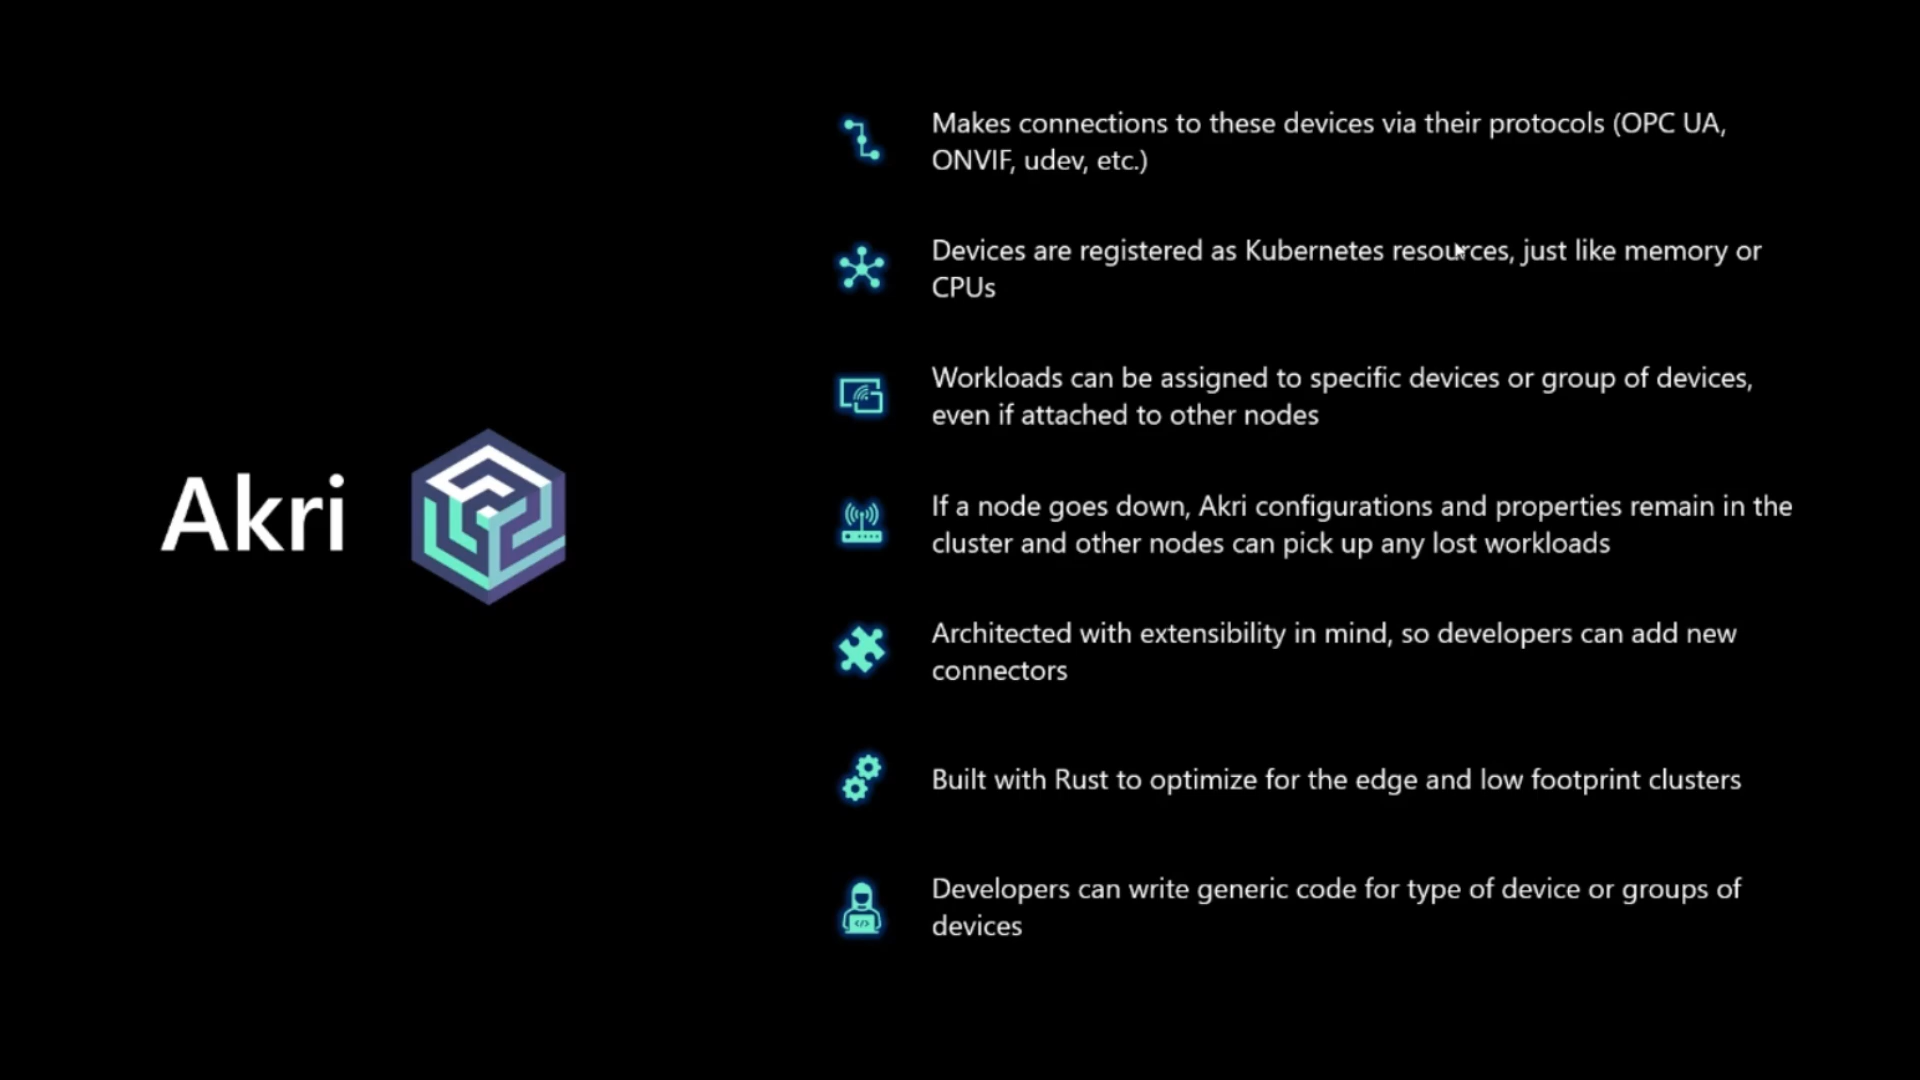 Akri
Makes connections to these devices via their protocols (OPC UA,
ONVIF, udev, etc.)
Devices are registered as Kubernetes resources, just like memory or
CPUs
Workloads can be assigned to specific devices or group of devices,
even if attached to other nodes
If a node goes down, Akri configurations and properties remain in the
cluster and other nodes can pick up any lost workloads
Architected with extensibility in mind, so developers can add new
connectors
Built with Rust to optimize for the edge and low footprint clusters
Developers can write generic code for type of device or groups of
devices